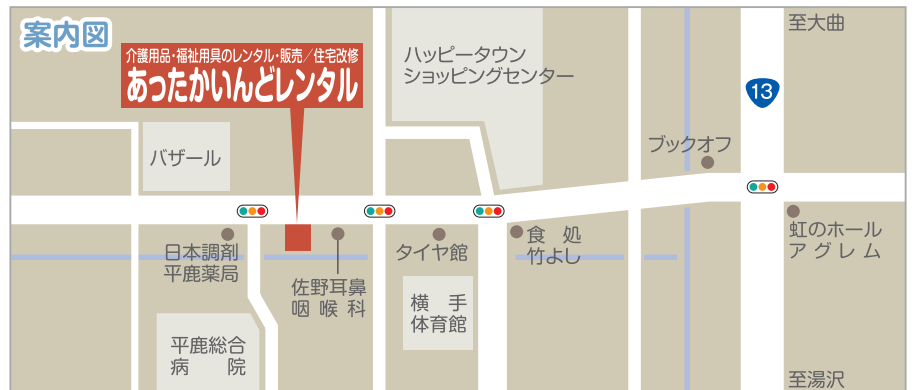 案内図
介護用品・福祉用具のレンタル・販売／住宅改修
あったかいんどレンタル
ハッピータウン
ショッピングセンター
至大曲
13
ブックオフ
バザール
日本調剤
平鹿薬局
佐野耳鼻
咽喉科
タイヤ館
食処
竹よし
虹のホール
アグレム
横手
体育館
平鹿総合
病院
至湯沢